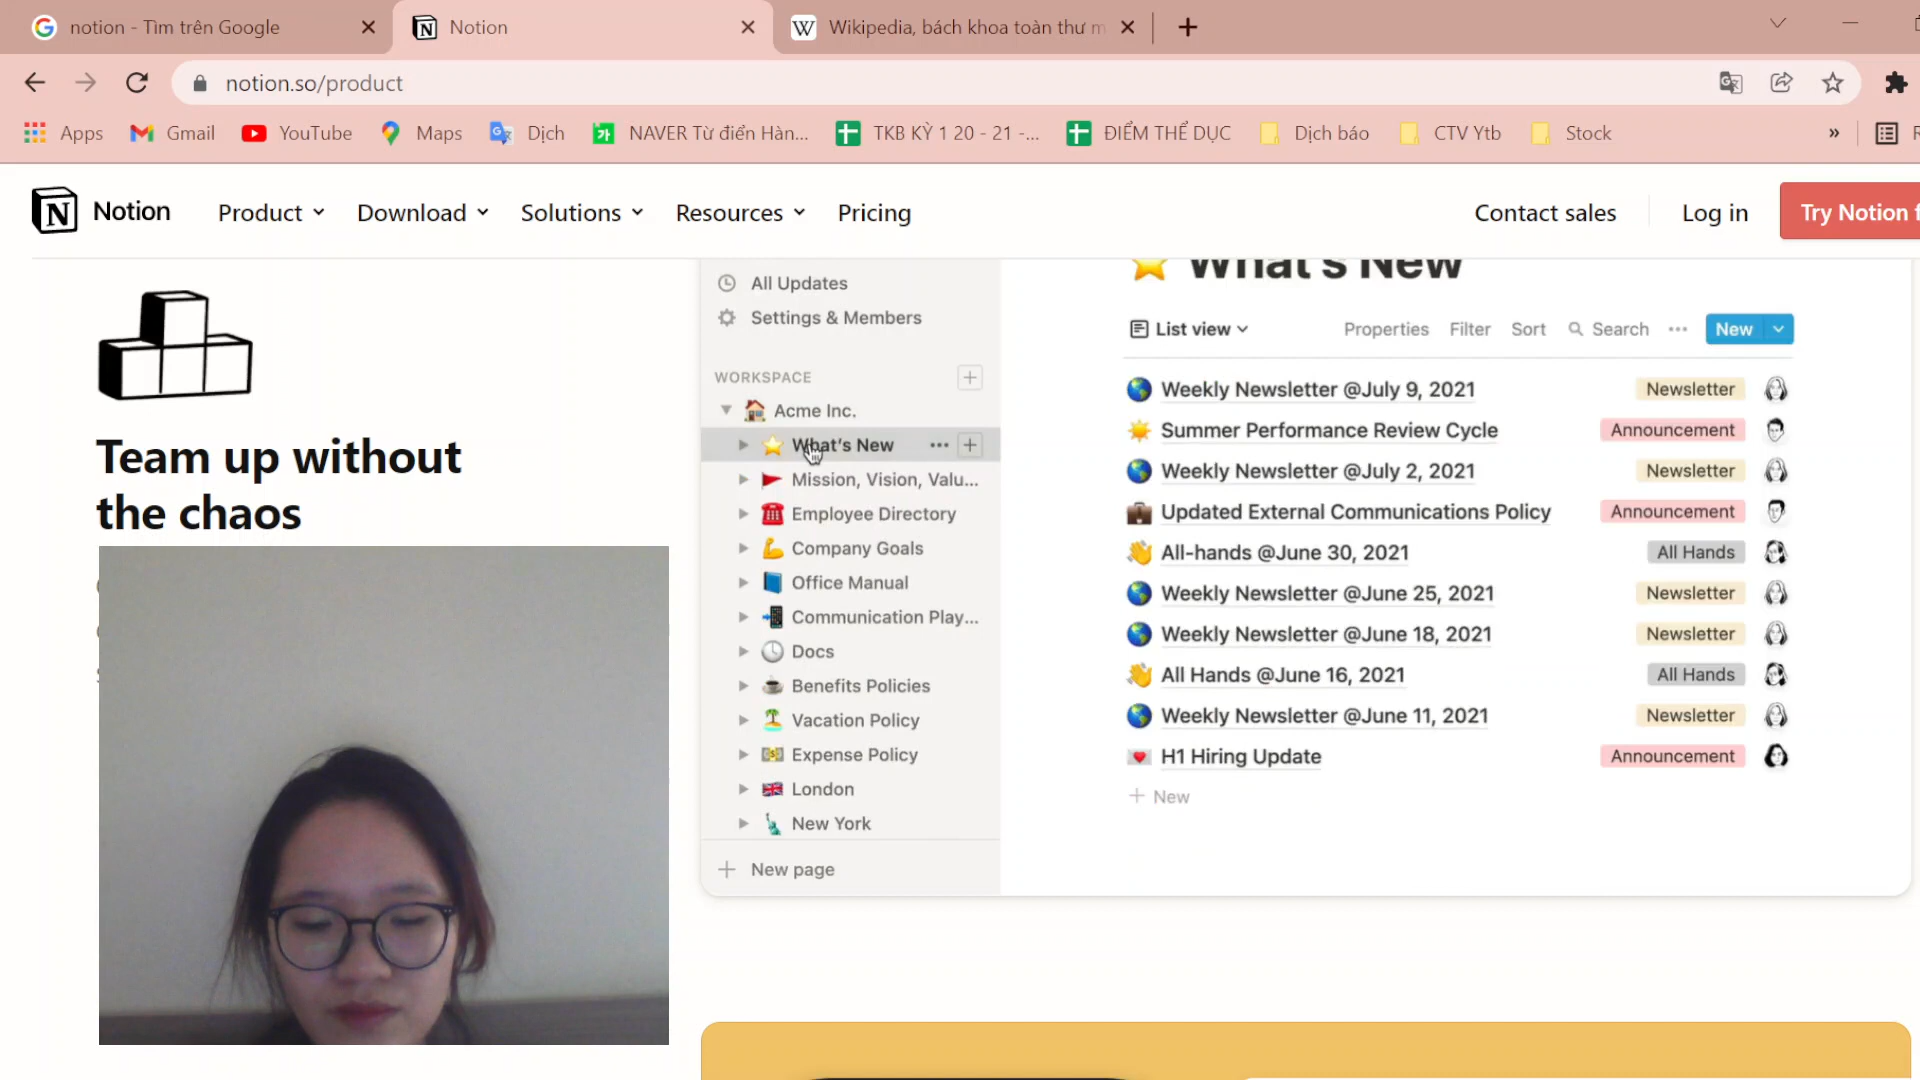 notion - Tìm trên Google
Notion
Wikipedia, bách khoa toàn thư m
notion.so/product
Apps
Gmail
YouTube
Maps
Dịch
NAVER Từ điển Hàn...
TKB KỲ 1 20 - 21 -...
ĐIỂM THỂ DỤC
Dịch báo
CTV Ytb
Stock
»
Notion
Product
Download
Solutions
Resources
Pricing
Contact sales
Log in
Try Notion f
Team up without
the chaos
All Updates
Settings & Members
WORKSPACE
Acme Inc.
What's New
Mission, Vision, Valu...
Employee Directory
Company Goals
Office Manual
Communication Play...
Docs
Benefits Policies
Vacation Policy
Expense Policy
London
New York
New page
What's New
List view
Properties
Filter
Sort
Search
New
Weekly Newsletter @July 9, 2021 Newsletter
Summer Performance Review Cycle Announcement
Weekly Newsletter @July 2, 2021 Newsletter
Updated External Communications Policy Announcement
All-hands @June 30, 2021 All Hands
Weekly Newsletter @June 25, 2021 Newsletter
Weekly Newsletter @June 18, 2021 Newsletter
All Hands @June 16, 2021 All Hands
Weekly Newsletter @June 11, 2021 Newsletter
H1 Hiring Update Announcement
+ New